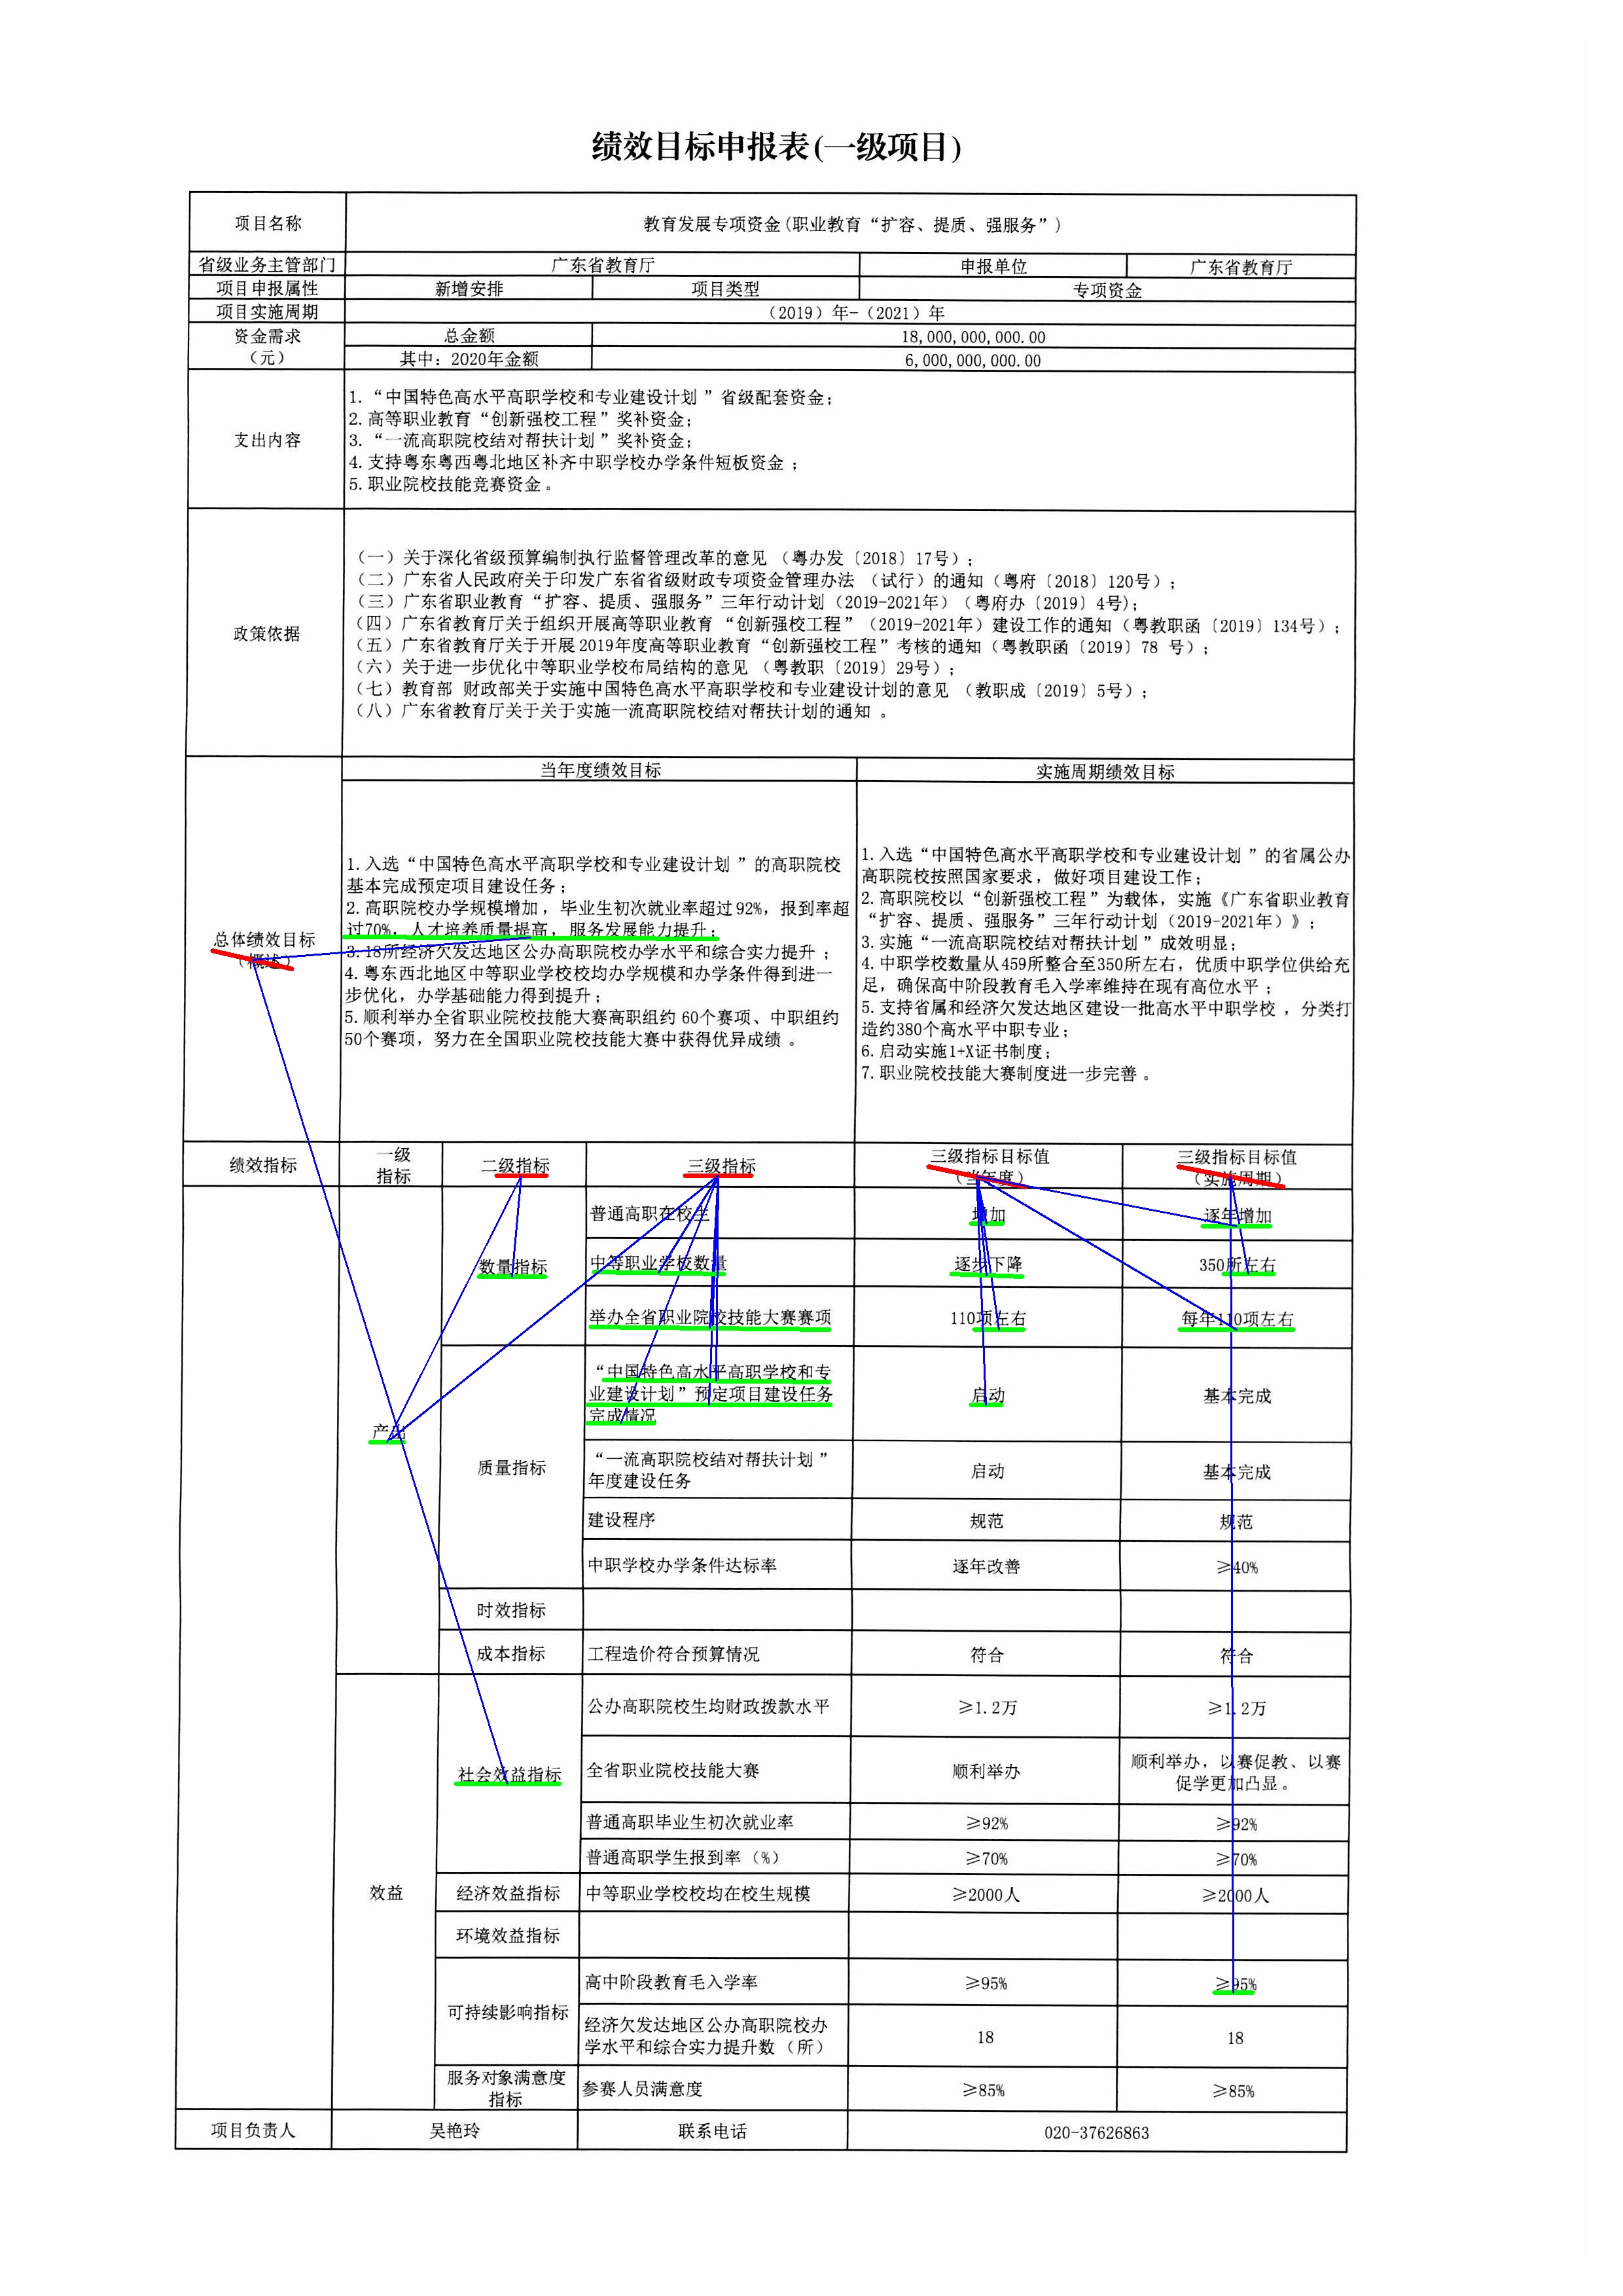 绩效目标申报表(一级项目)
项目名称 教育发展专项资金(职业教育“扩容、提质、强服务”)
省级业务主管部门 广东省教育厅 申报单位 广东省教育厅
项目申报属性 新增安排 项目类型 专项资金
项目实施周期 （2019）年-（2021）年
资金需求
（元）
总金额 18,000,000,000.00
其中: 2020年金额 6,000,000,000.00
支出内容
1.“中国特色高水平高职学校和专业建设计划”省级配套资金;
2.高等职业教育“创新强校工程”奖补资金;
3.“一流高职院校结对帮扶计划”奖补资金;
4.支持粤东粤西粤北地区补齐中职学校办学条件短板资金;
5.职业院校技能竞赛资金。
政策依据
（一）关于深化省级预算编制执行监督管理改革的意见（粤办发〔2018〕17号）;
（二）广东省人民政府关于印发广东省省级财政专项资金管理办法（试行）的通知（粤府〔2018〕120号）;
（三）广东省职业教育“扩容、提质、强服务”三年行动计划（2019-2021年）（粤府办〔2019〕4号）;
（四）广东省教育厅关于组织开展高等职业教育“创新强校工程”（2019-2021年）建设工作的通知（粤教职函〔2019〕134号）;
（五）广东省教育厅关于开展2019年度高等职业教育“创新强校工程”考核的通知（粤教职函〔2019〕78 号）;
（六）关于进一步优化中等职业学校布局结构的意见（粤教职〔2019〕29号）;
（七）教育部 财政部关于实施中国特色高水平高职学校和专业建设计划的意见（教职成〔2019〕5号）;
（八）广东省教育厅关于关于实施一流高职院校结对帮扶计划的通知。
总体绩效目标
（概述）
当年度绩效目标
1.入选“中国特色高水平高职学校和专业建设计划”的高职院校
基本完成预定项目建设任务;
2.高职院校办学规模增加，毕业生初次就业率超过92%，报到率超
过70%，人才培养质量提高，服务发展能力提升;
3.18所经济欠发达地区公办高职院校办学水平和综合实力提升;
4.粤东西北地区中等职业学校校均办学规模和办学条件得到进一
步优化，办学基础能力得到提升;
5.顺利举办全省职业院校技能大赛高职组约60个赛项、中职组约
50个赛项，努力在全国职业院校技能大赛中获得优异成绩。
实施周期绩效目标
1.入选“中国特色高水平高职学校和专业建设计划”的省属公办
高职院校按照国家要求，做好项目建设工作;
2.高职院校以“创新强校工程”为载体，实施《广东省职业教育
“扩容、提质、强服务”三年行动计划（2019-2021年）》;
3.实施“一流高职院校结对帮扶计划”成效明显;
4.中职学校数量从459所整合至350所左右，优质中职学位供给充
足，确保高中阶段教育毛入学率维持在现有高位水平;
5.支持省属和经济欠发达地区建设一批高水平中职学校，分类打
造约380个高水平中职专业;
6.启动实施1+X证书制度;
7.职业院校技能大赛制度进一步完善。
绩效指标
一级
指标
二级指标 三级指标
三级指标目标值
（当年度）
三级指标目标值
（实施周期）
产出
数量指标
普通高职在校生 增加 逐年增加
中等职业学校数量 逐步下降 350所左右
举办全省职业院校技能大赛赛项 110项左右 每年110项左右
质量指标
“中国特色高水平高职学校和专
业建设计划”预定项目建设任务
完成情况
启动 基本完成
“一流高职院校结对帮扶计划”
年度建设任务
启动 基本完成
建设程序 规范 规范
中职学校办学条件达标率 逐年改善 ≥40%
时效指标
成本指标 工程造价符合预算情况 符合 符合
效益
社会效益指标
公办高职院校生均财政拨款水平 ≥1.2万 ≥1.2万
全省职业院校技能大赛 顺利举办
顺利举办，以赛促教、以赛
促学更加凸显。
普通高职毕业生初次就业率 ≥92% ≥92%
普通高职学生报到率（%） ≥70% ≥70%
经济效益指标 中等职业学校校均在校生规模 ≥2000人 ≥2000人
环境效益指标
可持续影响指标
高中阶段教育毛入学率 ≥95% ≥95%
经济欠发达地区公办高职院校办
学水平和综合实力提升数（所）
18 18
服务对象满意度
指标
参赛人员满意度 ≥85% ≥85%
项目负责人 吴艳玲 联系电话 020-37626863